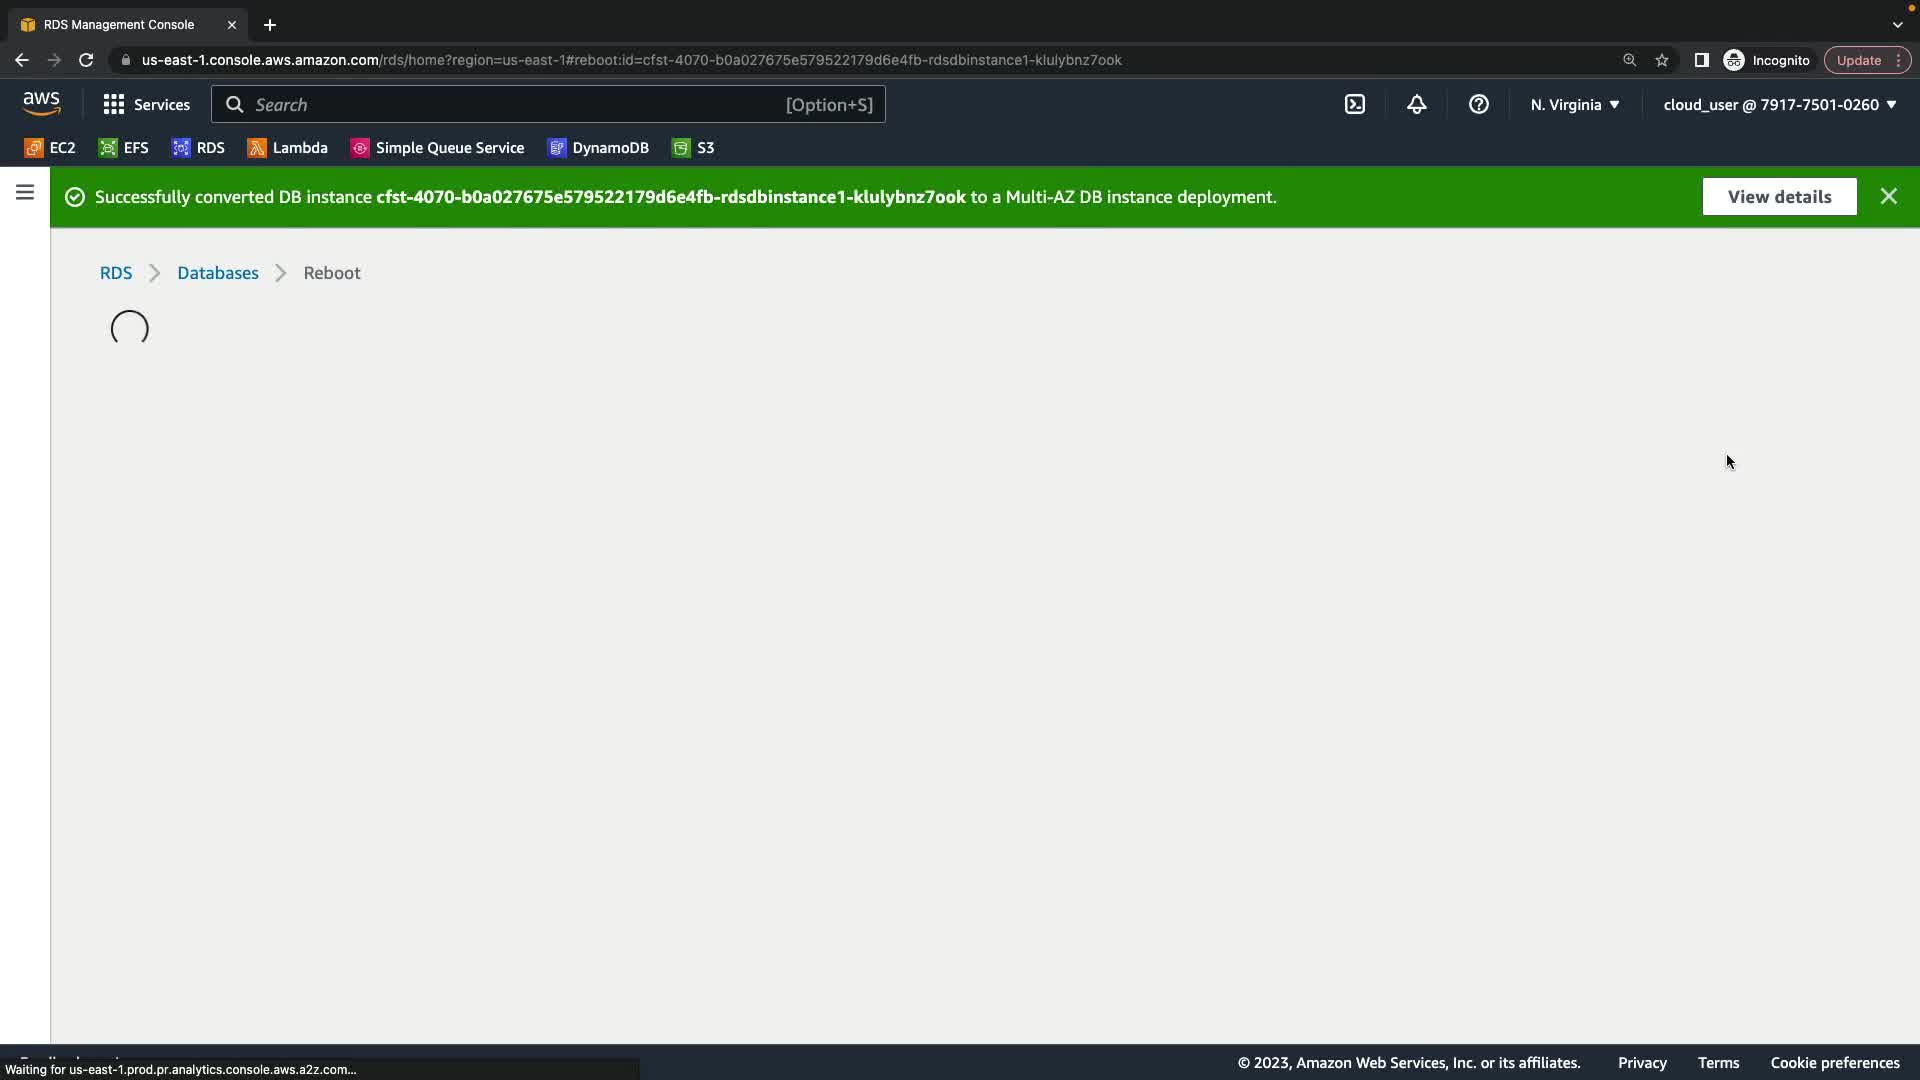 RDS Management Console
us-east-1.console.aws.amazon.com/rds/home?region=us-east-1#reboot:id=cfst-4070-b0a027675e579522179d6e4fb-rdsdbinstance1-klulybnz7ook
Incognito
Update
aws
Services
Search
[Option+S]
N. Virginia
cloud_user @ 7917-7501-0260
EC2
EFS
RDS
Lambda
Simple Queue Service
DynamoDB
S3
Successfully converted DB instance cfst-4070-b0a027675e579522179d6e4fb-rdsdbinstance1-klulybnz7ook to a Multi-AZ DB instance deployment.
View details
RDS
Databases
Reboot
© 2023, Amazon Web Services, Inc. or its affiliates.
Privacy
Terms
Cookie preferences
Waiting for us-east-1.prod.pr.analytics.console.aws.a2z.com...